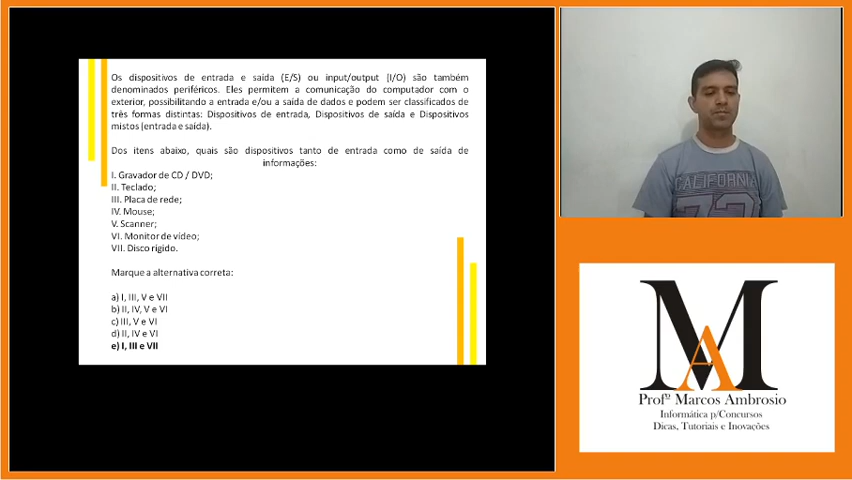 Os dispositivos de entrada e saída (E/S) ou input/output (I/O) são também
denominados periféricos. Eles permitem a comunicação do computador com o
exterior, possibilitando a entrada e/ou a saída de dados e podem ser classificados de
três formas distintas: Dispositivos de entrada, Dispositivos de saída e Dispositivos
mistos (entrada e saída).
Dos itens abaixo, quais são dispositivos tanto de entrada como de saída de
informações:
I. Gravador de CD / DVD;
II. Teclado;
III. Placa de rede;
IV. Mouse;
V. Scanner;
VI. Monitor de vídeo;
VII. Disco rígido.
Marque a alternativa correta:
a) I, III, V e VII
b) II, IV, V e VI
c) III, V e VI
d) II, IV e VI
e) I, III e VII
CALIFORNIA
MA
Profº Marcos Ambrosio
Informática p/Concursos
Dicas, Tutoriais e Inovações